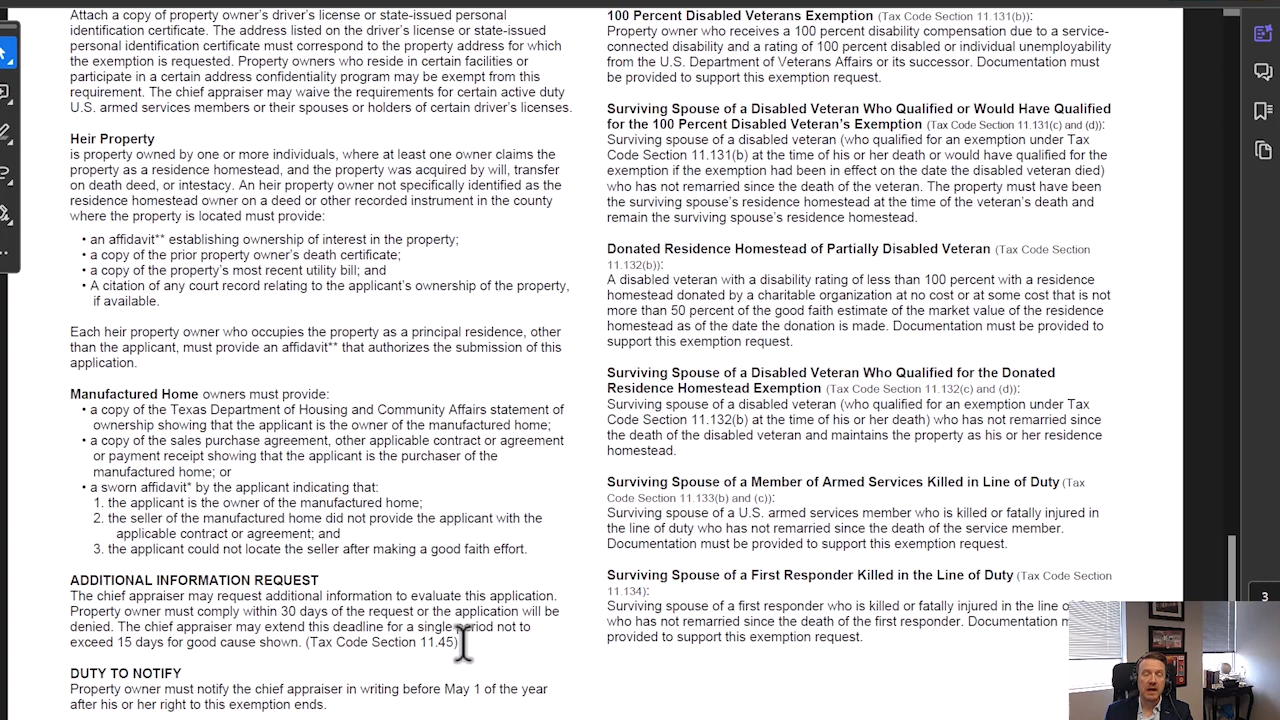 Attach a copy of property owner's driver's license or state-issued personal
identification certificate. The address listed on the driver's license or state-issued
personal identification certificate must correspond to the property address for which
the exemption is requested. Property owners who reside in certain facilities or
participate in a certain address confidentiality program may be exempt from this
requirement. The chief appraiser may waive the requirements for certain active duty
U.S. armed services members or their spouses or holders of certain driver's licenses.
Heir Property
is property owned by one or more individuals, where at least one owner claims the
property as a residence homestead, and the property was acquired by will, transfer
on death deed, or intestacy. An heir property owner not specifically identified as the
residence homestead owner on a deed or other recorded instrument in the county
where the property is located must provide:
• an affidavit** establishing ownership of interest in the property;
• a copy of the prior property owner's death certificate;
• a copy of the property's most recent utility bill; and
• A citation of any court record relating to the applicant's ownership of the property,
if available.
Each heir property owner who occupies the property as a principal residence, other
than the applicant, must provide an affidavit** that authorizes the submission of this
application.
Manufactured Home owners must provide:
• a copy of the Texas Department of Housing and Community Affairs statement of
ownership showing that the applicant is the owner of the manufactured home;
• a copy of the sales purchase agreement, other applicable contract or agreement
or payment receipt showing that the applicant is the purchaser of the
manufactured home; or
• a sworn affidavit* by the applicant indicating that:
1. the applicant is the owner of the manufactured home;
2. the seller of the manufactured home did not provide the applicant with the
applicable contract or agreement; and
3. the applicant could not locate the seller after making a good faith effort.
ADDITIONAL INFORMATION REQUEST
The chief appraiser may request additional information to evaluate this application.
Property owner must comply within 30 days of the request or the application will be
denied. The chief appraiser may extend this deadline for a single period not to
exceed 15 days for good cause shown. (Tax Code Section 11.45)
DUTY TO NOTIFY
Property owner must notify the chief appraiser in writing before May 1 of the year
after his or her right to this exemption ends.
100 Percent Disabled Veterans Exemption (Tax Code Section 11.131(b)):
Property owner who receives a 100 percent disability compensation due to a service-
connected disability and a rating of 100 percent disabled or individual unemployability
from the U.S. Department of Veterans Affairs or its successor. Documentation must
be provided to support this exemption request.
Surviving Spouse of a Disabled Veteran Who Qualified or Would Have Qualified
for the 100 Percent Disabled Veteran's Exemption (Tax Code Section 11.131(c) and (d)):
Surviving spouse of a disabled veteran (who qualified for an exemption under Tax
Code Section 11.131(b) at the time of his or her death or would have qualified for the
exemption if the exemption had been in effect on the date the disabled veteran died)
who has not remarried since the death of the veteran. The property must have been
the surviving spouse's residence homestead at the time of the veteran's death and
remain the surviving spouse's residence homestead.
Donated Residence Homestead of Partially Disabled Veteran (Tax Code Section
11.132(b)):
A disabled veteran with a disability rating of less than 100 percent with a residence
homestead donated by a charitable organization at no cost or at some cost that is not
more than 50 percent of the good faith estimate of the market value of the residence
homestead as of the date the donation is made. Documentation must be provided to
support this exemption request.
Surviving Spouse of a Disabled Veteran Who Qualified for the Donated
Residence Homestead Exemption (Tax Code Section 11.132(c) and (d)):
Surviving spouse of a disabled veteran (who qualified for an exemption under Tax
Code Section 11.132(b) at the time of his or her death) who has not remarried since
the death of the disabled veteran and maintains the property as his or her residence
homestead.
Surviving Spouse of a Member of Armed Services Killed in Line of Duty (Tax
Code Section 11.133(b) and (c)):
Surviving spouse of a U.S. armed services member who is killed or fatally injured in
the line of duty who has not remarried since the death of the service member.
Documentation must be provided to support this exemption request.
Surviving Spouse of a First Responder Killed in the Line of Duty (Tax Code Section
11.134):
Surviving spouse of a first responder who is killed or fatally injured in the line
who has not remarried since the death of the first responder. Documentation
provided to support this exemption request.
3